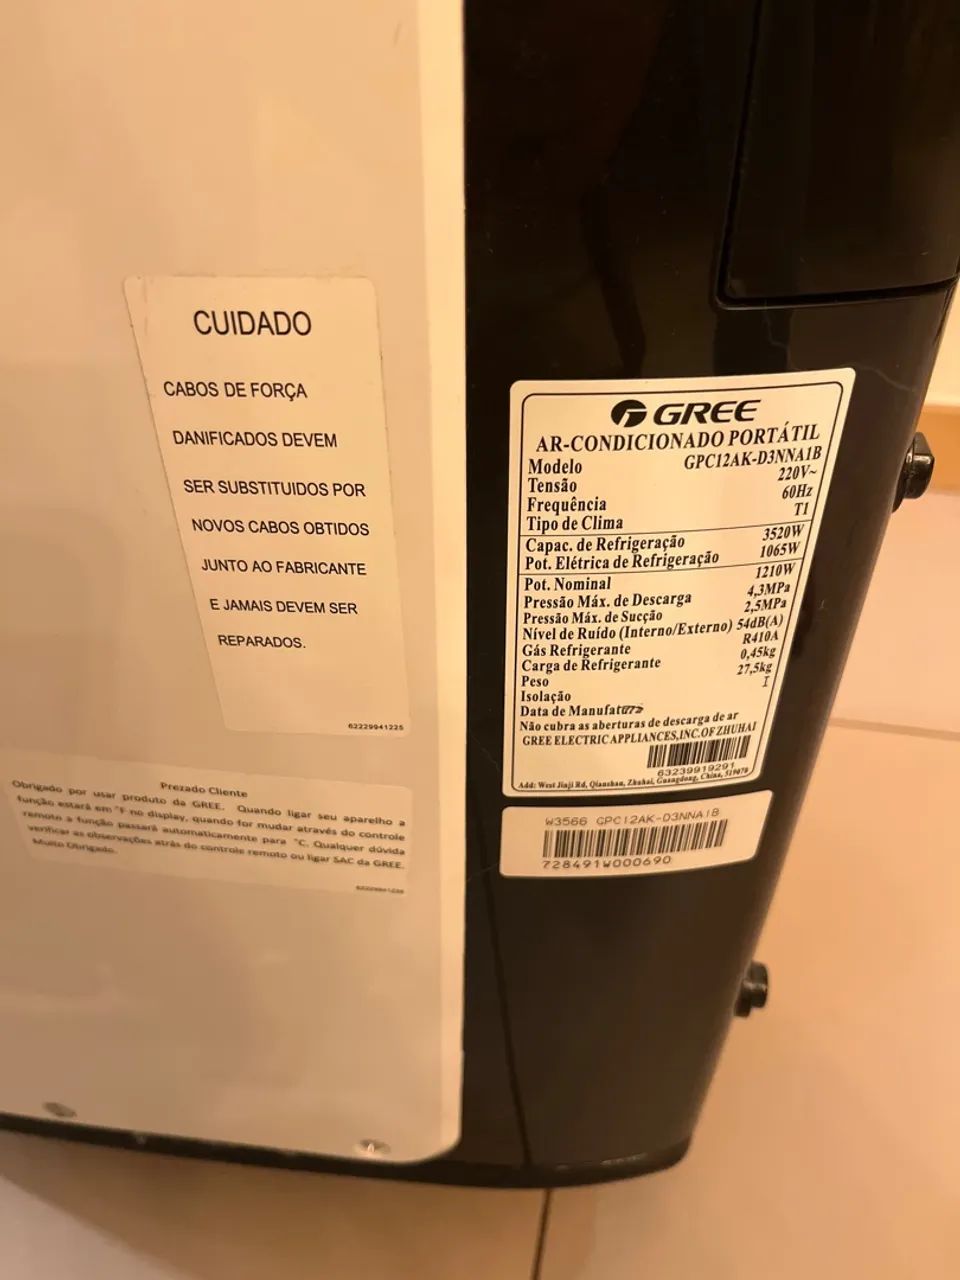 CUIDADO
CABOS DE FORÇA
DANIFICADOS DEVEM
SER SUBSTITUIDOS POR
NOVOS CABOS OBTIDOS
JUNTO AO FABRICANTE
E JAMAIS DEVEM SER
REPARADOS.
62229941225
Prezado Cliente
Obrigado por usar produto da GREE. Quando ligar seu aparelho a
função estará em °F no display, quando for mudar através do controle
remoto a função passará automaticamente para °C. Qualquer dúvida
verificar as observações atrás do controle remoto ou ligar SAC da GREE.
Muito Obrigado.
GREE
AR-CONDICIONADO PORTÁTIL
Modelo GPC12AK-D3NNA1B
Tensão 220V~
Frequência 60Hz
Tipo de Clima T1
Capac. de Refrigeração 3520W
Pot. Elétrica de Refrigeração 1065W
Pot. Nominal 1210W
Pressão Máx. de Descarga 4,3MPa
Pressão Máx. de Sucção 2,5MPa
Nível de Ruído (Interno/Externo) 54dB(A)
Gás Refrigerante R410A
Carga de Refrigerante 0,45kg
Peso 27,5kg
Isolação I
Data de
Não cubra as aberturas de descarga de ar
GREE ELECTRIC APPLIANCES,INC.OF ZHUHAI
63239919291
Add: West Jinji Rd, Qianshan, Zhuhai, Guangdong, China, 519070
W3566 GPC12AK-D3NNA1B
728491W000690